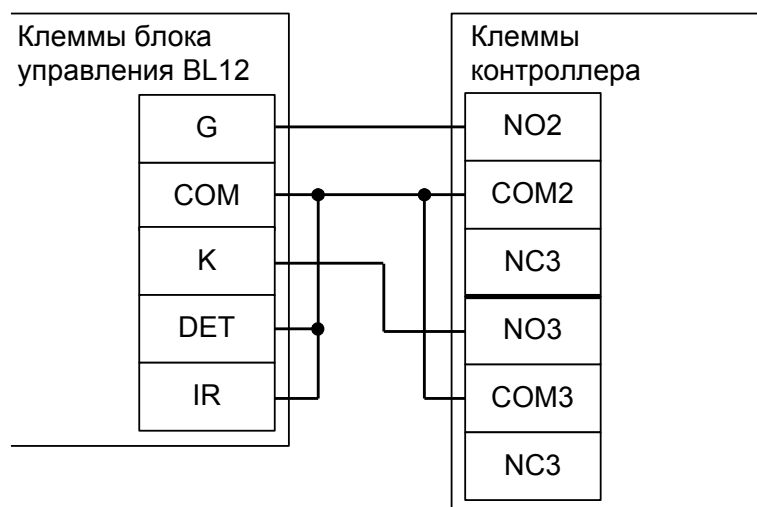 Клеммы блока
управления BL12
G
COM
K
DET
IR
Клеммы
контроллера
NO2
COM2
NC3
NO3
COM3
NC3